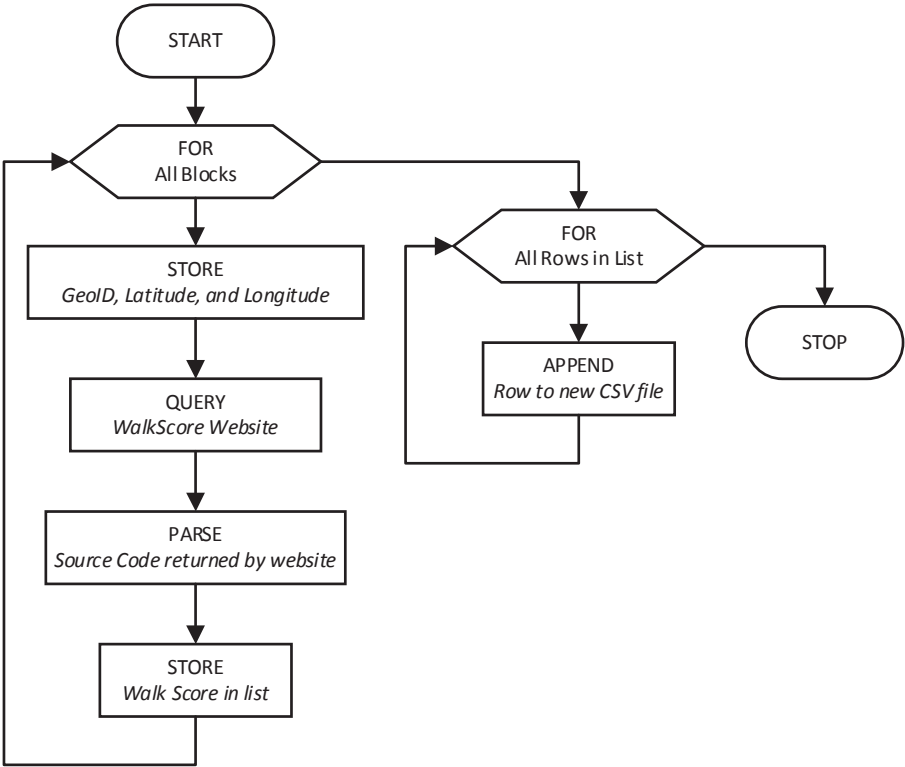 START
FOR
All Blocks
STORE
GeoID, Latitude, and Longitude
QUERY
WalkScore Website
PARSE
Source Code returned by website
STORE
Walk Score in list
FOR
All Rows in List
APPEND
Row to new CSV file
STOP